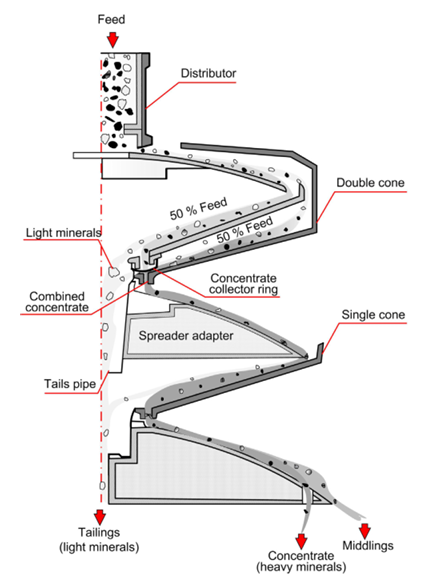 Feed
Distributor
Double cone
50 % Feed
50 % Feed
Light minerals
Concentrate
collector ring
Combined
concentrate
Single cone
Spreader adapter
Tails pipe
Tailings
(light minerals)
Concentrate
(heavy minerals)
Middlings